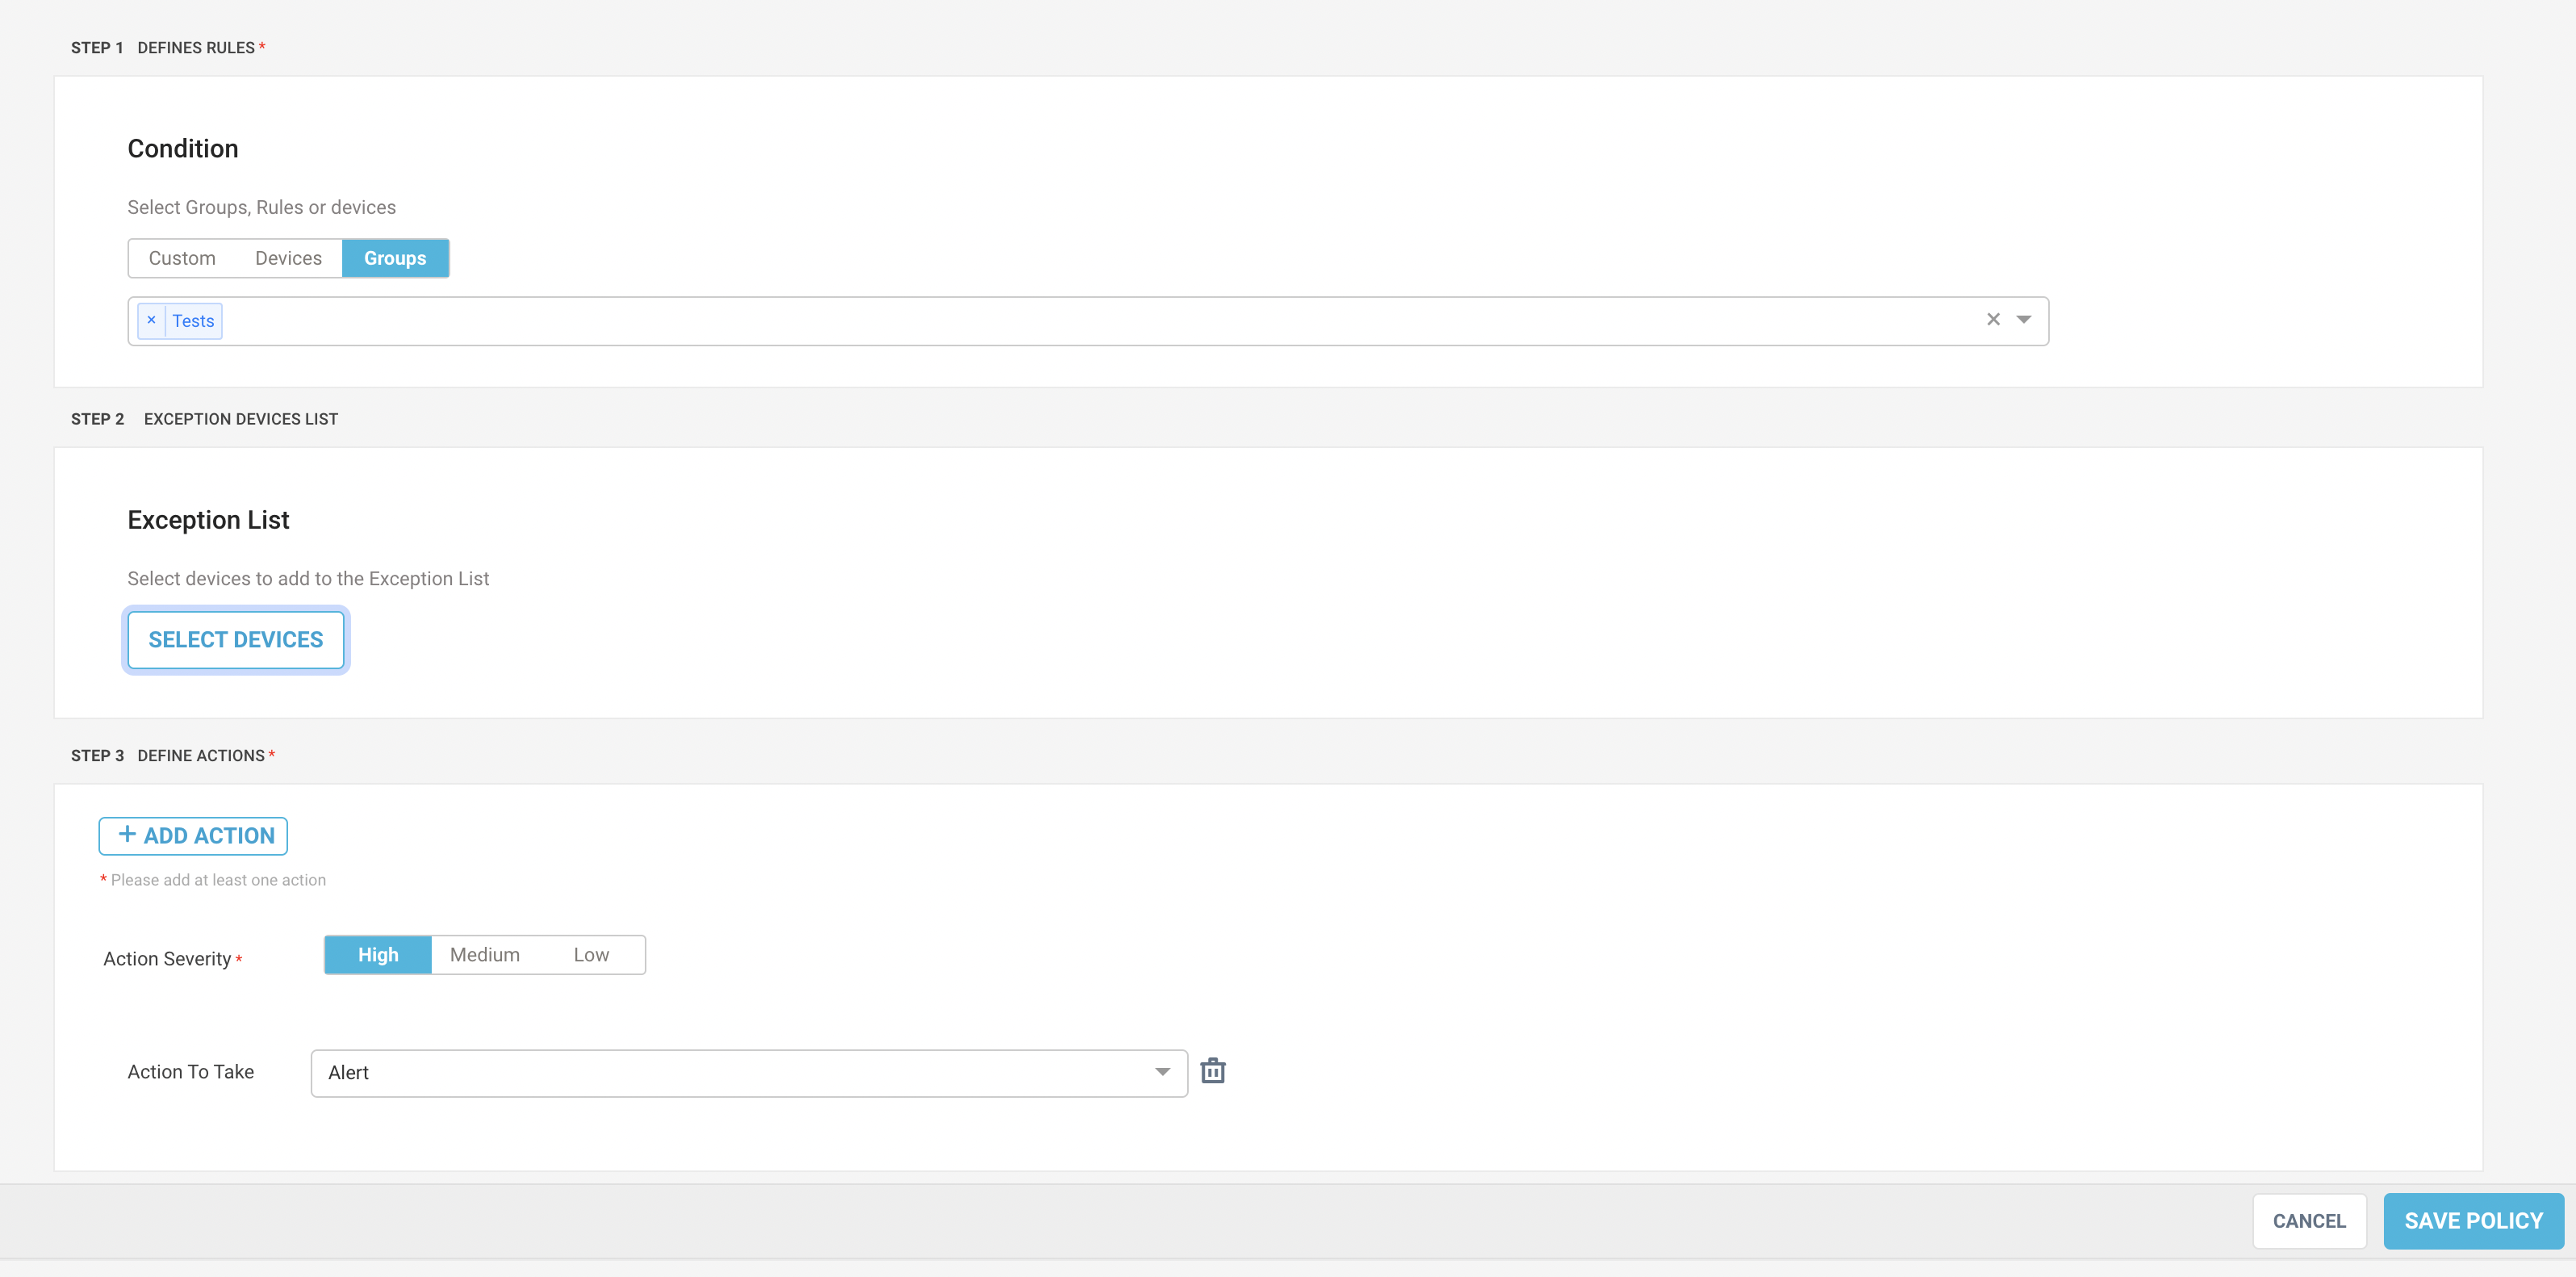 STEP 1 DEFINES RULES *
Condition
Select Groups, Rules or devices
Custom Devices Groups
× Tests
STEP 2 EXCEPTION DEVICES LIST
Exception List
Select devices to add to the Exception List
SELECT DEVICES
STEP 3 DEFINE ACTIONS *
+ ADD ACTION
* Please add at least one action
Action Severity * High Medium Low
Action To Take Alert
CANCEL SAVE POLICY